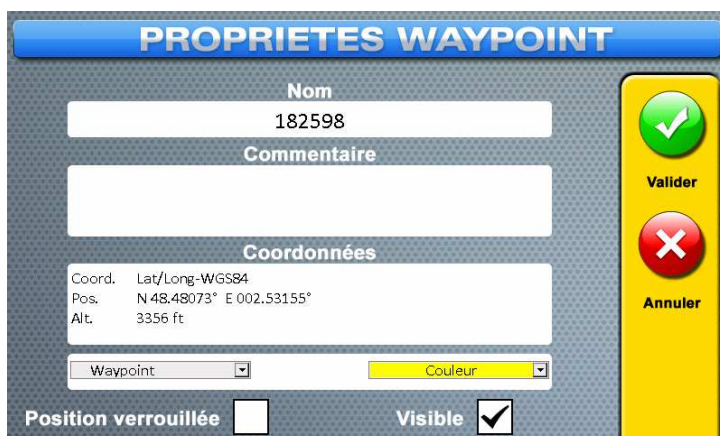 PROPRIETES WAYPOINT
Nom
182598
Commentaire
Coordonnées
Coord. Lat/Long-WGS84
Pos. N 48.48073° E 002.53155°
Alt. 3356 ft
Waypoint Couleur
Position verrouillée Visible
Valider
Annuler